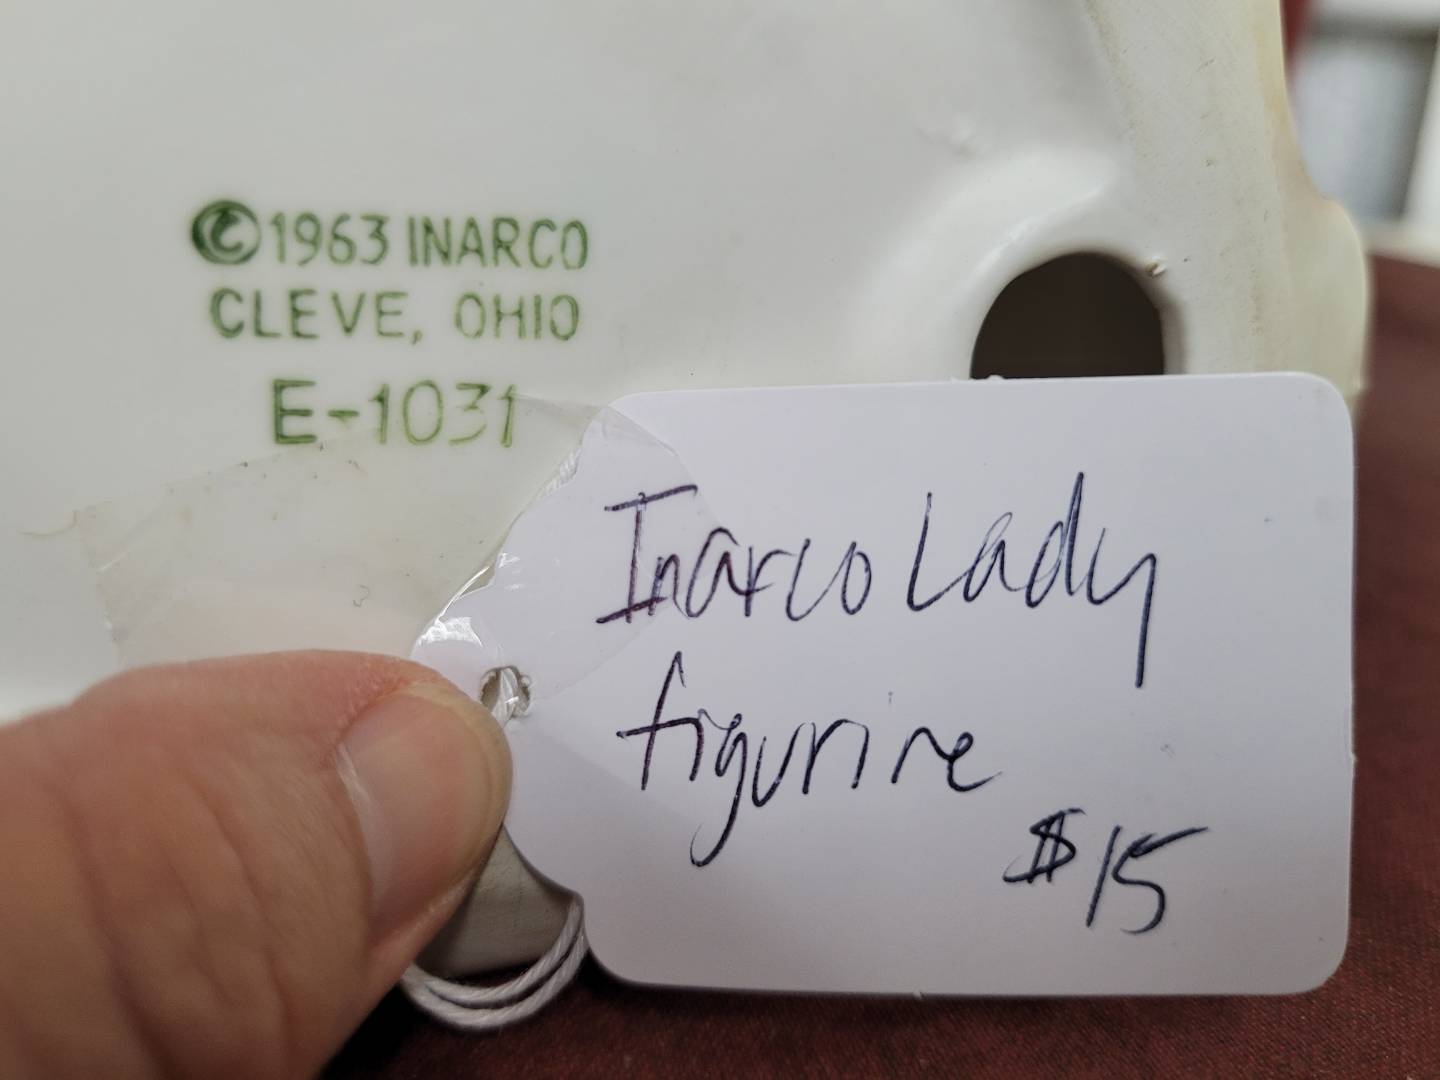 ©1963 INARCO
CLEVE, OHIO
E-1031
Inarco Lady
figurine
$15